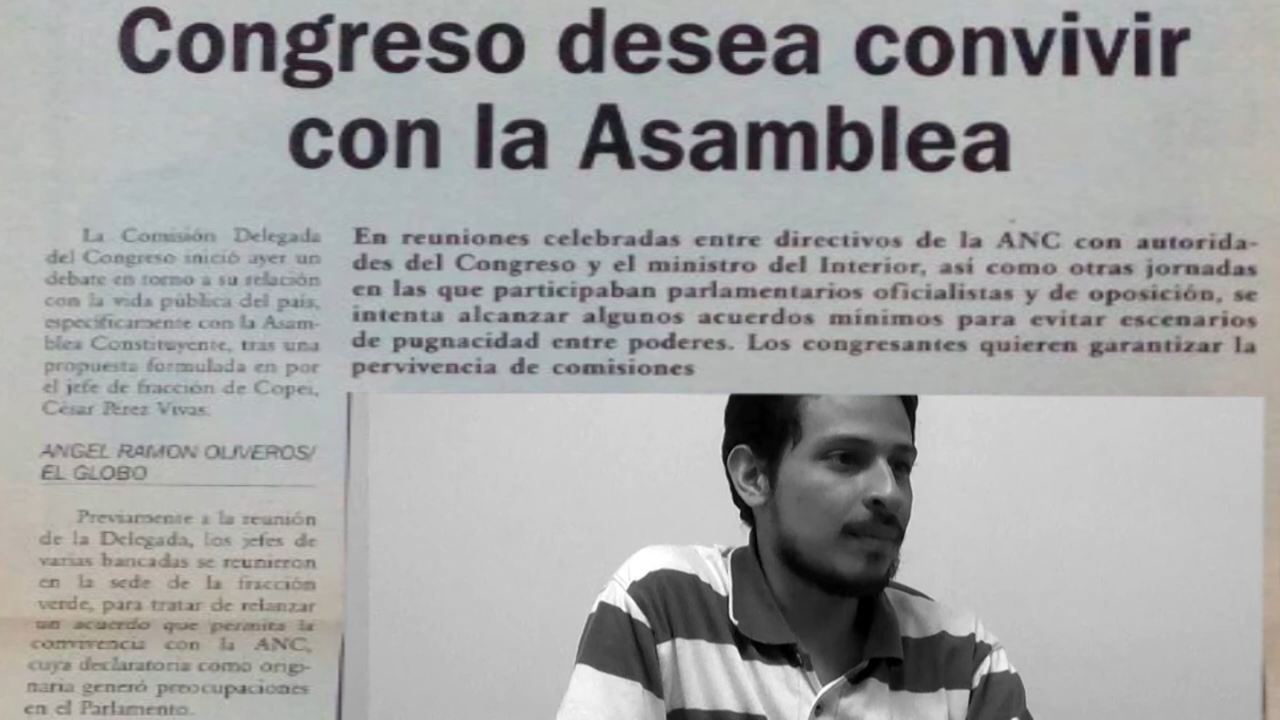 Congreso desea convivir
con la Asamblea
La Comisión Delegada
del Congreso inició ayer un
debate en torno a su relación
con la vida pública del país,
específicamente con la Asam-
blea Constituyente, tras una
propuesta formulada en por
el jefe de fracción de Copei,
César Pérez Vivas.
ANGEL RAMON OLIVEROS/
EL GLOBO
Previamente a la reunión
de la Delegada, los jefes de
varias bancadas se reunieron
en la sede de la fracción
verde, para tratar de relanzar
un acuerdo que permita la
convivencia con la ANC,
cuya declaratoria como orig-
naria generó preocupaciones
en el Parlamento.
En reuniones celebradas entre directivos de la ANC con autorida-
des del Congreso y el ministro del Interior, así como otras jornadas
en las que participaban parlamentarios oficialistas y de oposición, se
intenta alcanzar algunos acuerdos mínimos para evitar escenarios
de pugnacidad entre poderes. Los congresantes quieren garantizar la
pervivencia de comisiones